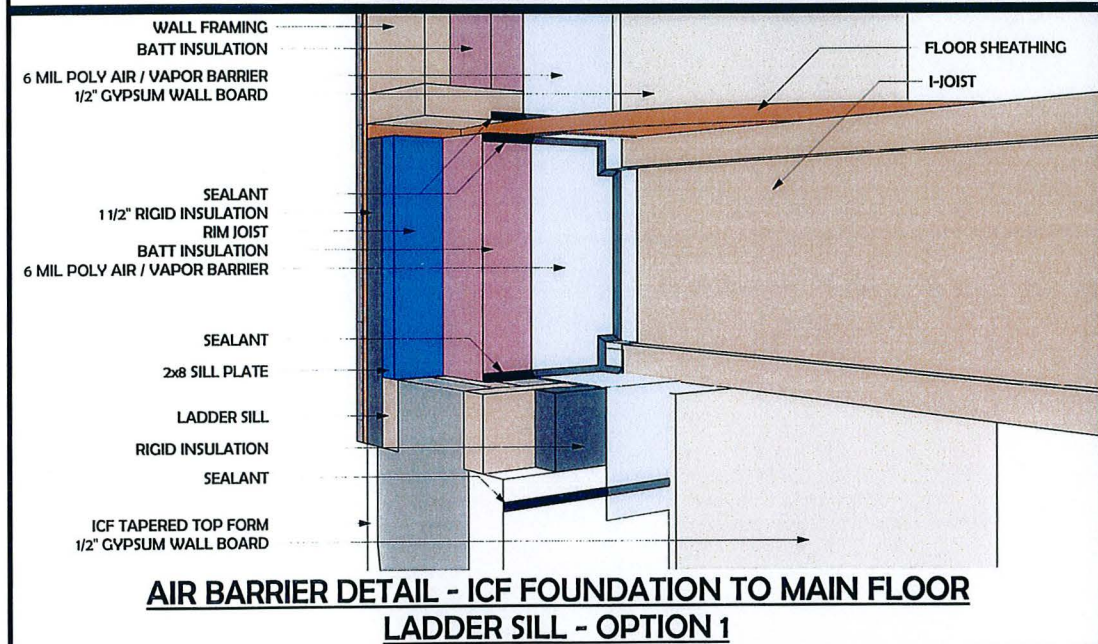 WALL FRAMING
BATT INSULATION
6 MIL POLY AIR / VAPOR BARRIER
1/2" GYPSUM WALL BOARD
FLOOR SHEATHING
I-JOIST
SEALANT
1 1/2" RIGID INSULATION
RIM JOIST
BATT INSULATION
6 MIL POLY AIR / VAPOR BARRIER
SEALANT
2x8 SILL PLATE
LADDER SILL
RIGID INSULATION
SEALANT
ICF TAPERED TOP FORM
1/2" GYPSUM WALL BOARD
AIR BARRIER DETAIL - ICF FOUNDATION TO MAIN FLOOR
LADDER SILL - OPTION 1